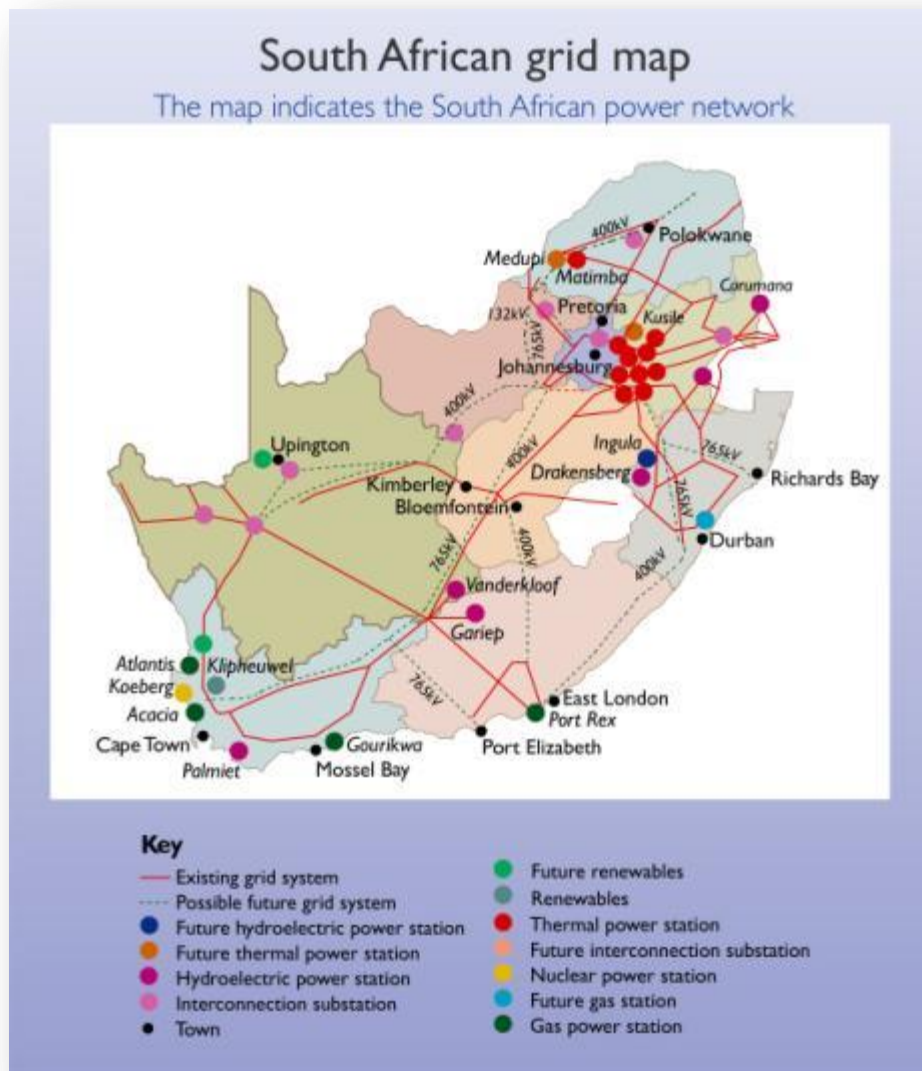 South African grid map
The map indicates the South African power network
400kV
Polokwane
Medupi
Matimba
Corumana
132kV
Pretoria
Kusile
765kV
Johannesburg
400kV
Upington
400kV
Ingula
765kV
Kimberley
Drakensberg
Richards Bay
Bloemfontein
765kV
400kV
Durban
765kV
400kV
Vanderkloof
Gariep
Atlantis
Klipheuwel
Koeberg
765kV
East London
Acacia
Port Rex
Cape Town
Gourikwa
Port Elizabeth
Palmiet
Mossel Bay
Key
Existing grid system
Possible future grid system
Future hydroelectric power station
Future thermal power station
Hydroelectric power station
Interconnection substation
Town
Future renewables
Renewables
Thermal power station
Future interconnection substation
Nuclear power station
Future gas station
Gas power station